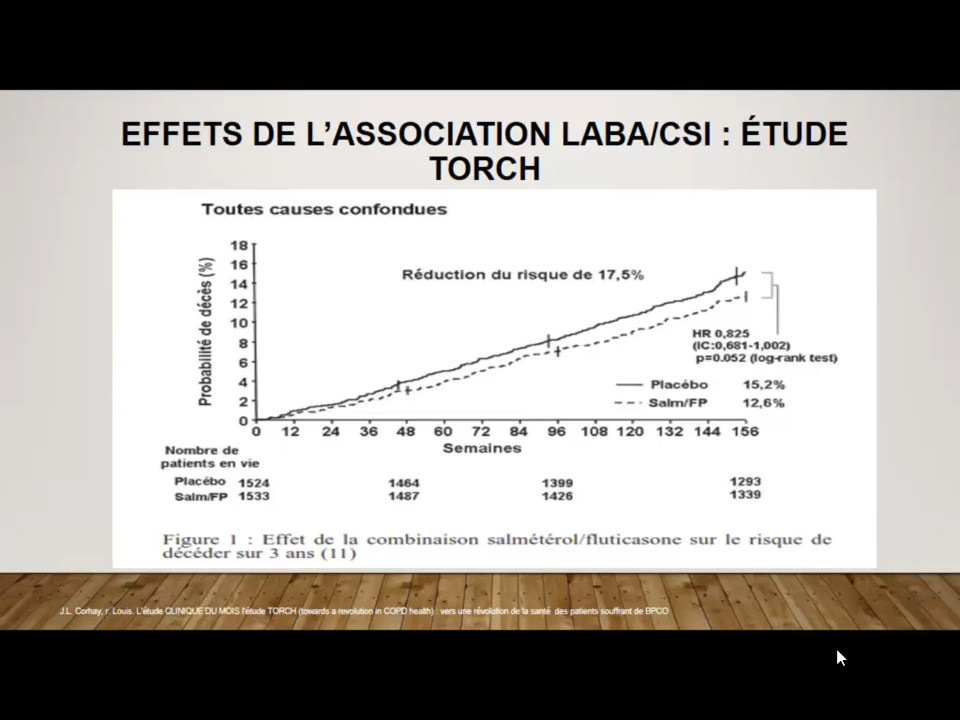 EFFETS DE L’ASSOCIATION LABA/CSI : ÉTUDE
TORCH
Toutes causes confondues
Probabilité de décès (%)
18
16
14
12
10
8
6
4
2
0
Réduction du risque de 17,5%
HR 0,825
(IC:0,681-1,002)
p=0.052 (log-rank test)
Placébo 15,2%
Salm/FP 12,6%
0 12 24 36 48 60 72 84 96 108 120 132 144 156
Semaines
Nombre de
patients en vie
Placébo 1524 1464 1399 1293
Salm/FP 1533 1487 1426 1339
Figure 1 : Effet de la combinaison salmétérol/fluticasone sur le risque de
décéder sur 3 ans (11)
J.L. Corhay, r. Louis. L'étude CLINIQUE DU MOIS l'étude TORCH (towards a revolution in COPD health) : vers une révolution de la santé des patients souffrant de BPCO